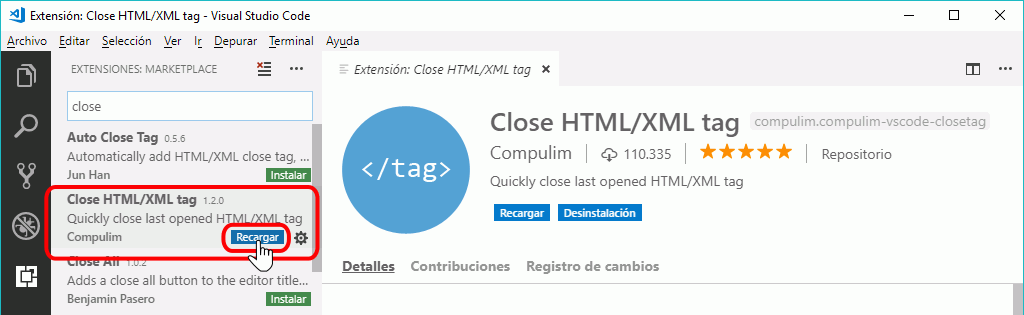 Extensión: Close HTML/XML tag - Visual Studio Code
Archivo Editar Selección Ver Ir Depurar Terminal Ayuda
EXTENSIONES: MARKETPLACE
close
Auto Close Tag 0.5.6
Automatically add HTML/XML close tag, ...
Jun Han Instalar
Close HTML/XML tag 1.2.0
Quickly close last opened HTML/XML tag
Compulim Recargar
Close All 1.0.2
Adds a close all button to the editor title...
Benjamin Pasero Instalar
Extensión: Close HTML/XML tag
</tag>
Close HTML/XML tag compulim.compulim-vscode-closetag
Compulim 110.335 Repositorio
Quickly close last opened HTML/XML tag
Recargar Desinstalación
Detalles Contribuciones Registro de cambios